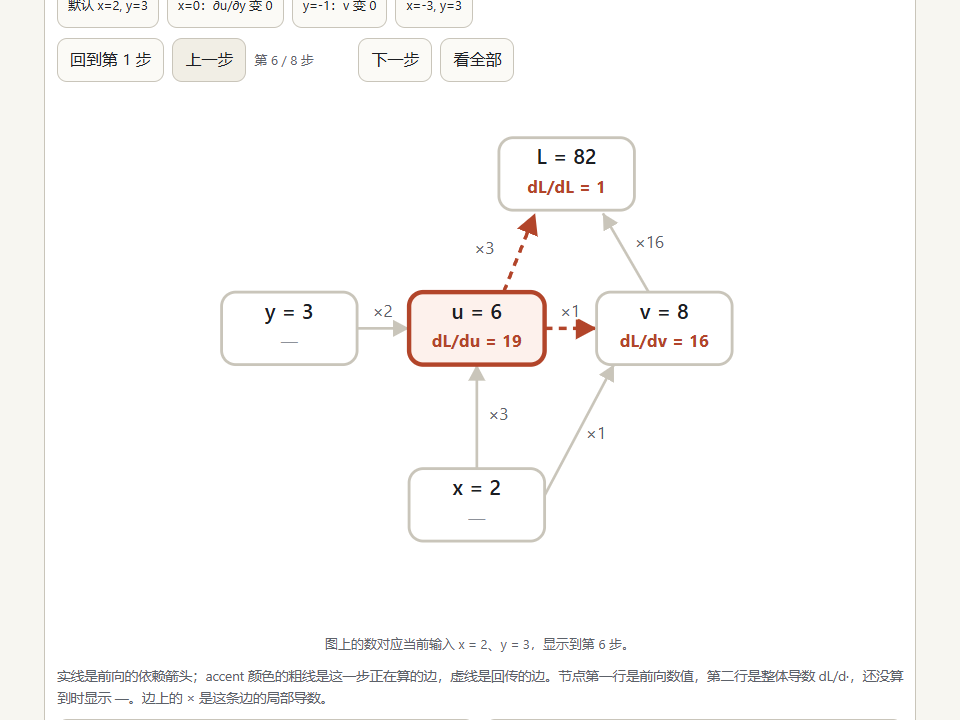 默认 x=2, y=3
x=0：∂u/∂y 变 0
y=-1：v 变 0
x=-3, y=3
回到第 1 步
上一步
第 6 / 8 步
下一步
看全部
L = 82
dL/dL = 1
×3
×16
y = 3
—
×2
u = 6
dL/du = 19
×1
v = 8
dL/dv = 16
×3
×1
x = 2
—
图上的数对应当前输入 x = 2、y = 3，显示到第 6 步。
实线是前向的依赖箭头；accent 颜色的粗线是这一步正在算的边，虚线是回传的边。节点第一行是前向数值，第二行是整体导数 dL/d·，还没算
到时显示 —。边上的 × 是这条边的局部导数。